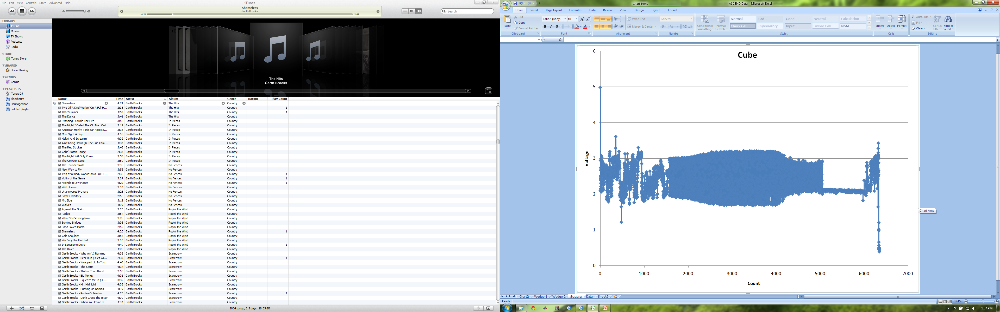 File Edit View Controls Store Advanced Help
iTunes
Shameless
Garth Brooks
0:31 -3:49
Search
LIBRARY
Music
Movies
TV Shows
Podcasts
Radio
STORE
iTunes Store
SHARED
Home Sharing
GENIUS
Genius
PLAYLISTS
iTunes DJ
Blackberry
Harmageddon
untitled playlist
The Hits
Garth Brooks
Name Time Artist Album Genre Rating Play Count
Shameless 4:21 Garth Brooks The Hits Country
Two Of A Kind Workin' On A Full H... 2:35 Garth Brooks The Hits Country 1
That Summer 4:50 Garth Brooks The Hits Country 1
The Dance 3:41 Garth Brooks The Hits Country
Standing Outside The Fire 3:53 Garth Brooks In Pieces Country
The Night I Called The Old Man Out 3:12 Garth Brooks In Pieces Country
American Honky-Tonk Bar Associa... 3:33 Garth Brooks In Pieces Country
One Night A Day 4:16 Garth Brooks In Pieces Country
Kickin' And Screamin' 4:02 Garth Brooks In Pieces Country
Ain't Going Down (Til The Sun Com... 4:34 Garth Brooks In Pieces Country
The Red Strokes 3:45 Garth Brooks In Pieces Country
Callin' Baton Rouge 2:38 Garth Brooks In Pieces Country
The Night Will Only Know 3:56 Garth Brooks In Pieces Country
The Cowboy Song 3:59 Garth Brooks In Pieces Country
The Thunder Rolls 3:46 Garth Brooks No Fences Country
New Way to Fly 3:55 Garth Brooks No Fences Country
Two of a Kind, Workin' on a Full H... 2:33 Garth Brooks No Fences Country 1
Victim of the Game 3:07 Garth Brooks No Fences Country 1
Friends in Low Places 4:20 Garth Brooks No Fences Country 1
Wild Horses 3:10 Garth Brooks No Fences Country
Unanswered Prayers 3:26 Garth Brooks No Fences Country
Same Old Story 2:53 Garth Brooks No Fences Country
Mr. Blue 3:18 Garth Brooks No Fences Country
Wolves 4:09 Garth Brooks No Fences Country
Against the Grain 2:23 Garth Brooks Ropin' the Wind Country
Rodeo 3:54 Garth Brooks Ropin' the Wind Country
What She's Doing Now 3:26 Garth Brooks Ropin' the Wind Country
Burning Bridges 3:36 Garth Brooks Ropin' the Wind Country
Papa Loved Mama 2:52 Garth Brooks Ropin' the Wind Country
Shameless 4:20 Garth Brooks Ropin' the Wind Country 1
Cold Shoulder 3:56 Garth Brooks Ropin' the Wind Country
We Bury the Hatchet 3:05 Garth Brooks Ropin' the Wind Country
In Lonesome Dove 4:49 Garth Brooks Ropin' the Wind Country 1
The River 4:26 Garth Brooks Ropin' the Wind Country
Garth Brooks - Why Ain't I Running 4:33 Garth Brooks Scarecrow Country
Garth Brooks - Beer Run (Duet Wi... 2:30 Garth Brooks Scarecrow Country 1
Garth Brooks - Wrapped Up In You 4:43 Garth Brooks Scarecrow Country
Garth Brooks - The Storm 4:37 Garth Brooks Scarecrow Country
Garth Brooks - Thicker Than Blood 2:53 Garth Brooks Scarecrow Country
Garth Brooks - Big Money 4:01 Garth Brooks Scarecrow Country
Garth Brooks - Squeeze Me In (Du... 3:32 Garth Brooks Scarecrow Country
Garth Brooks - Mr. Midnight 4:03 Garth Brooks Scarecrow Country
Garth Brooks - Pushing Up Daisies 4:19 Garth Brooks Scarecrow Country
Garth Brooks - Rodeo Or Mexico 4:23 Garth Brooks Scarecrow Country 1
Garth Brooks - Don't Cross The River 4:09 Garth Brooks Scarecrow Country
Garth Brooks - When You Come B... 4:44 Garth Brooks Scarecrow Country
2834 songs, 8.5 days, 18.65 GB
Chart Tools
ASCEND Data - Microsoft Excel
Home Insert Page Layout Formulas Data Review View Design Layout Format
Paste
Cut
Copy
Format Painter
Clipboard
Calibri (Body) 10
B I U
Font
Wrap Text
Merge & Center
Alignment
General
$ % ,
Number
Conditional Formatting
Format as Table
Normal Bad Good Neutral Calculation
Check Cell Explanatory ... Input Linked Cell Note
Styles
Insert Delete Format
Cells
Σ AutoSum
Fill
Clear
Sort & Filter
Find & Select
Editing
fx
Cube
6
5
4
3
2
1
0
Voltage
0 1000 2000 3000 4000 5000 6000 7000
Count
Chart Area
Chart2 Wedge 1 Wedge 2 Square Data Sheet2
Ready
144%
1:37 PM